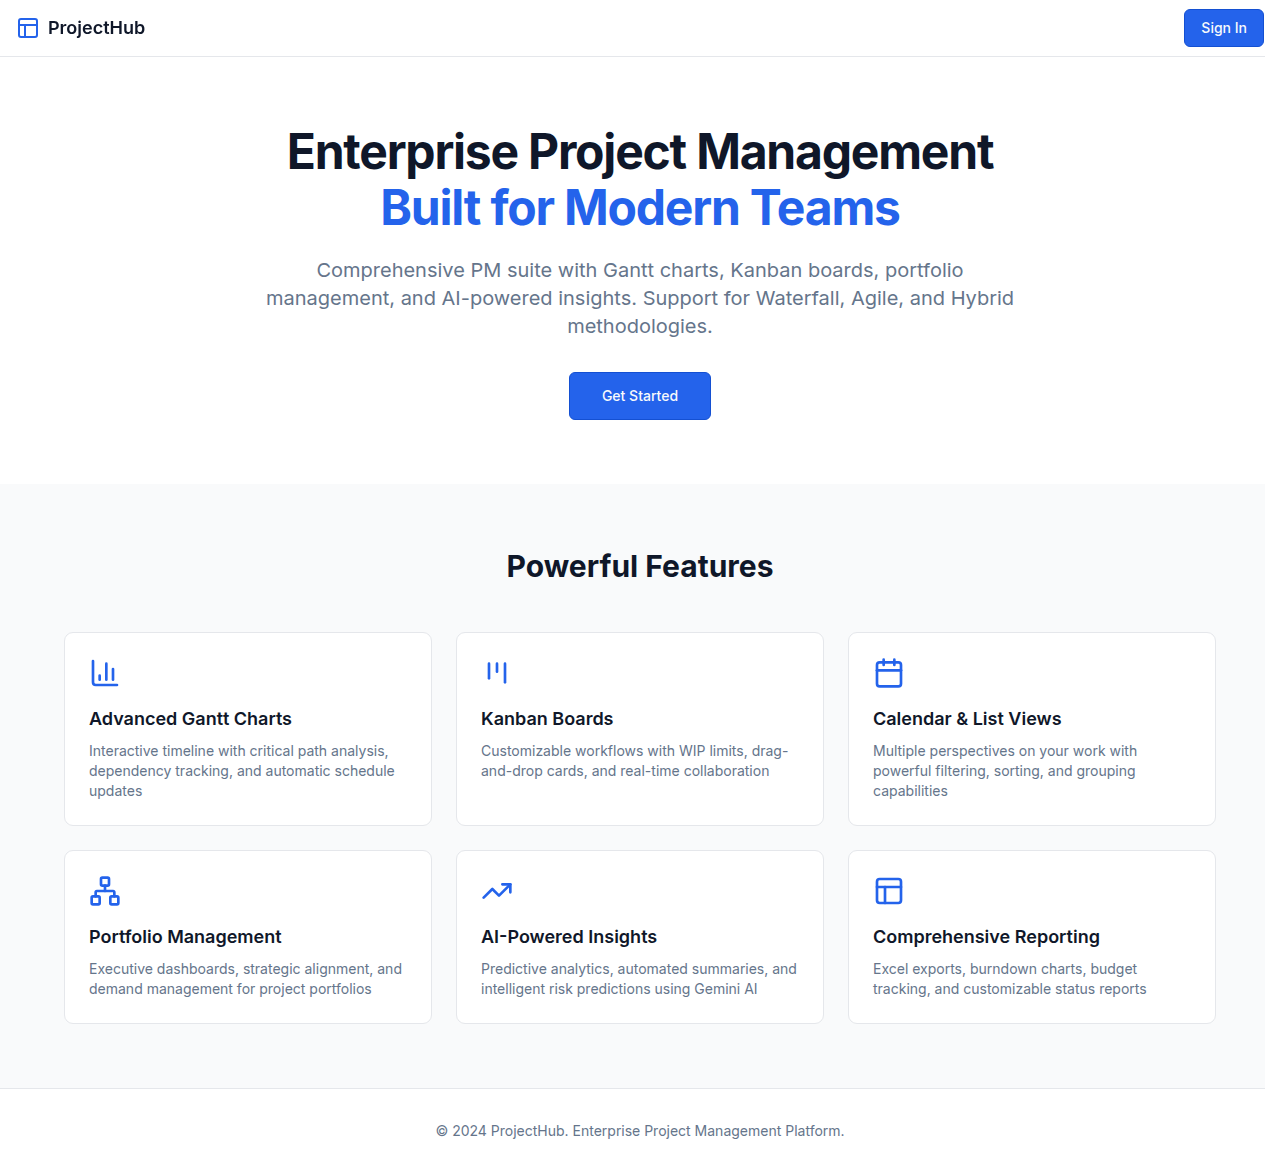 ProjectHub
Sign In
Enterprise Project Management
Built for Modern Teams
Comprehensive PM suite with Gantt charts, Kanban boards, portfolio
management, and AI-powered insights. Support for Waterfall, Agile, and Hybrid
methodologies.
Get Started
Powerful Features
Advanced Gantt Charts
Interactive timeline with critical path analysis,
dependency tracking, and automatic schedule
updates
Kanban Boards
Customizable workflows with WIP limits, drag-
and-drop cards, and real-time collaboration
Calendar & List Views
Multiple perspectives on your work with
powerful filtering, sorting, and grouping
capabilities
Portfolio Management
Executive dashboards, strategic alignment, and
demand management for project portfolios
AI-Powered Insights
Predictive analytics, automated summaries, and
intelligent risk predictions using Gemini AI
Comprehensive Reporting
Excel exports, burndown charts, budget
tracking, and customizable status reports
© 2024 ProjectHub. Enterprise Project Management Platform.